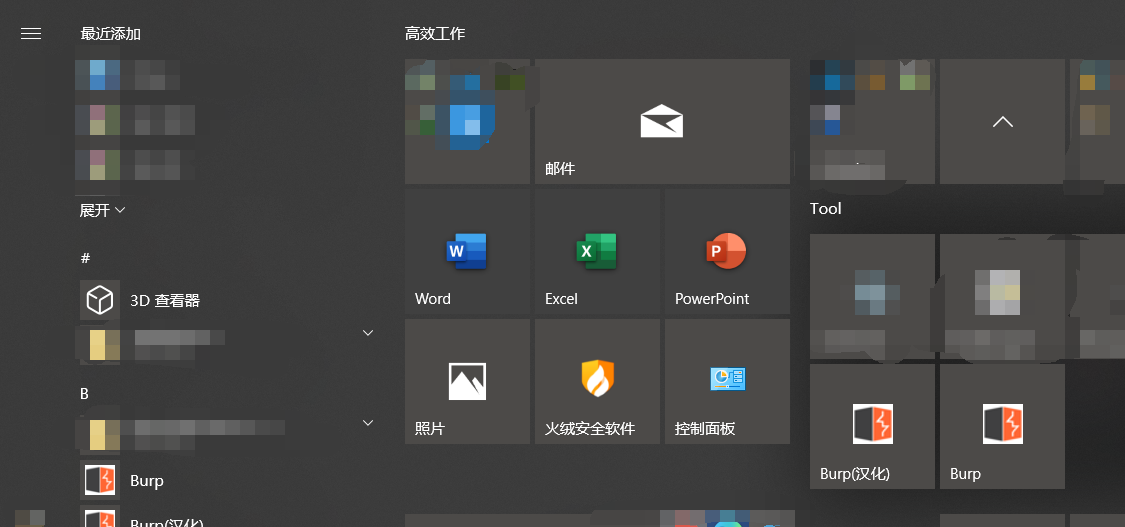 最近添加
展开
#
3D 查看器
B
Burp
Burp(汉化)
高效工作
邮件
Word
Excel
PowerPoint
照片
火绒安全软件
控制面板
Tool
Burp(汉化)
Burp